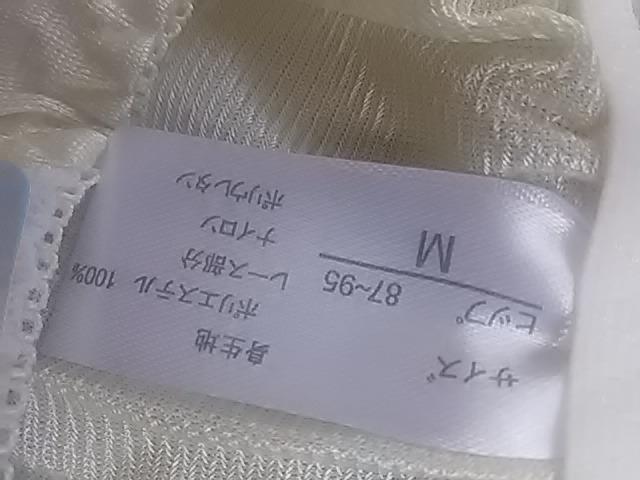 サイズ
ヒップ
87~95
M
身生地
ポリエステル 100%
レース部分
ナイロン
ポリウレタン